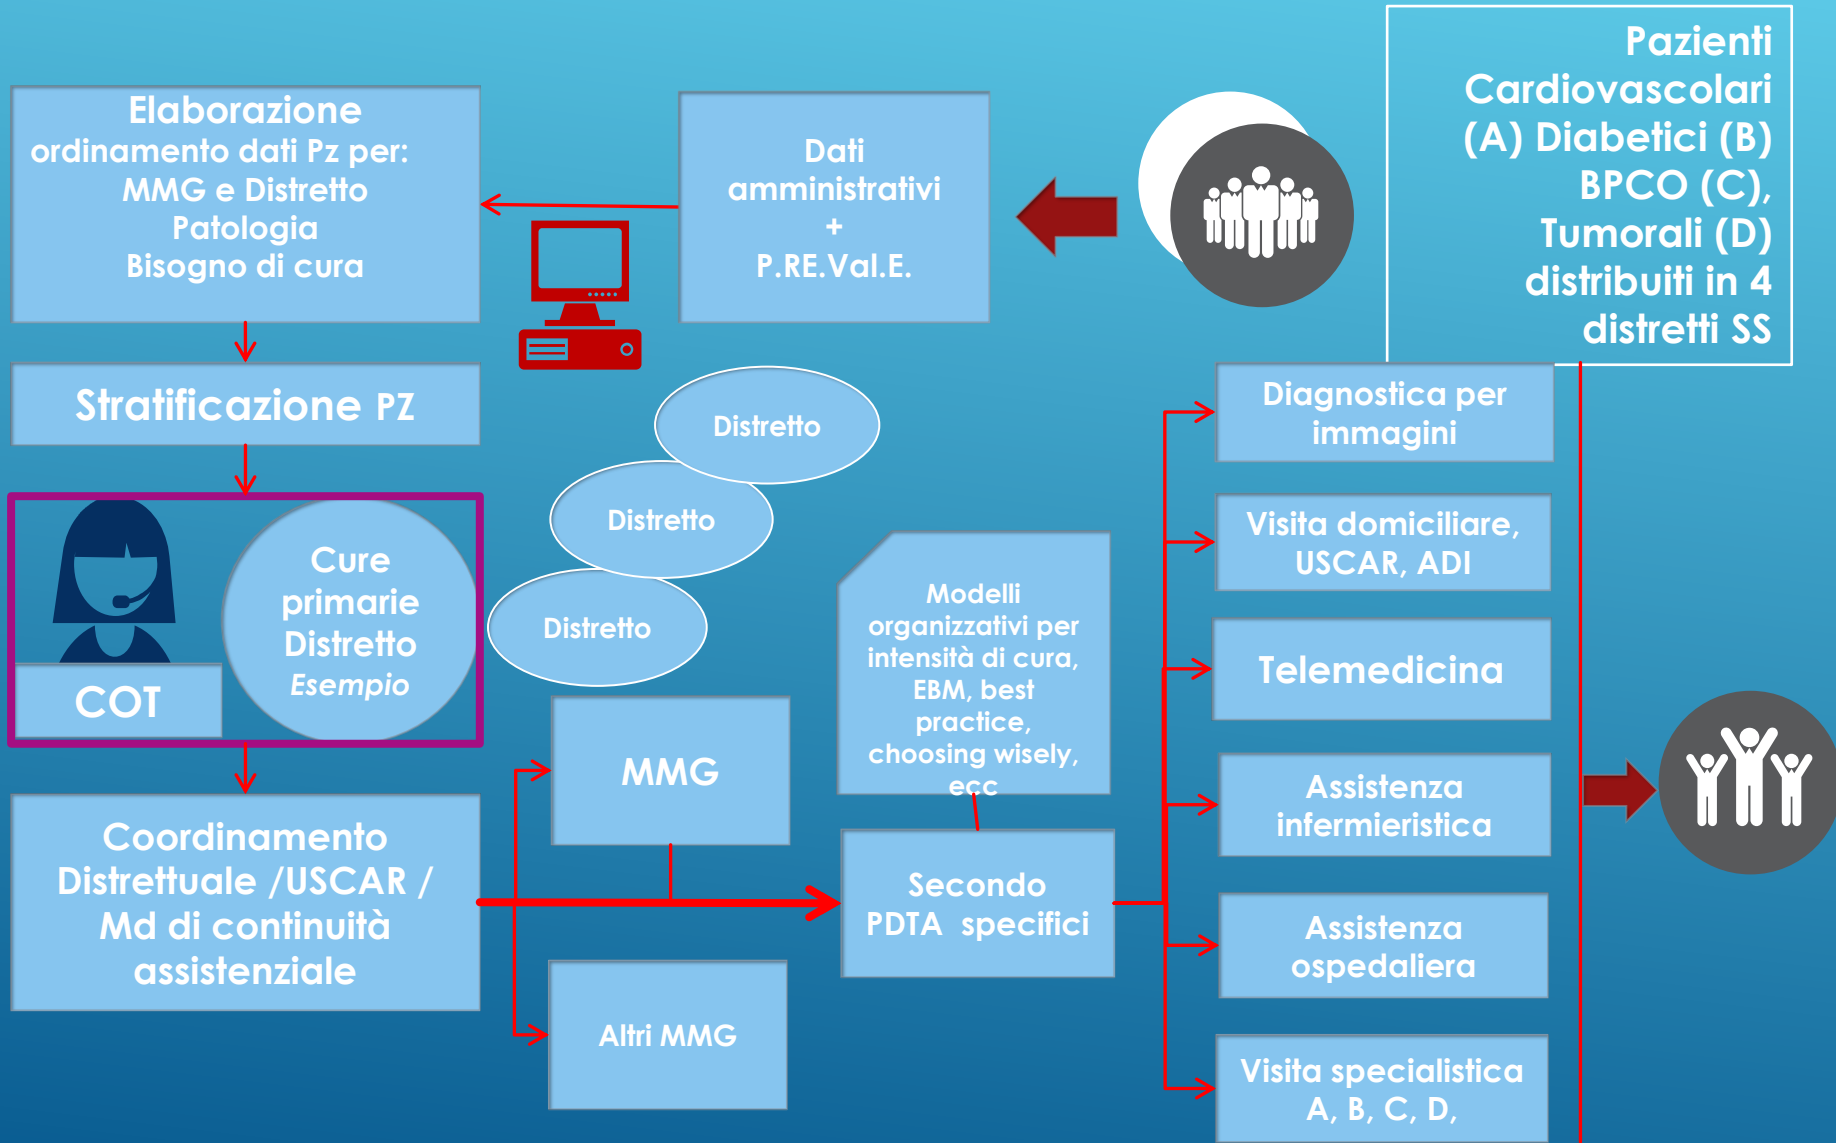 Pazienti
Cardiovascolari
(A) Diabetici (B)
BPCO (C),
Tumorali (D)
distribuiti in 4
distretti SS
Dati
amministrativi
+
P.RE.Val.E.
Elaborazione
ordinamento dati Pz per:
MMG e Distretto
Patologia
Bisogno di cura
Stratificazione PZ
COT
Cure
primarie
Distretto
Esempio
Distretto
Distretto
Distretto
Coordinamento
Distrettuale /USCAR /
Md di continuità
assistenziale
MMG
Altri MMG
Modelli
organizzativi per
intensità di cura,
EBM, best
practice,
choosing wisely,
ecc
Secondo
PDTA specifici
Diagnostica per
immagini
Visita domiciliare,
USCAR, ADI
Telemedicina
Assistenza
infermieristica
Assistenza
ospedaliera
Visita specialistica
A, B, C, D,